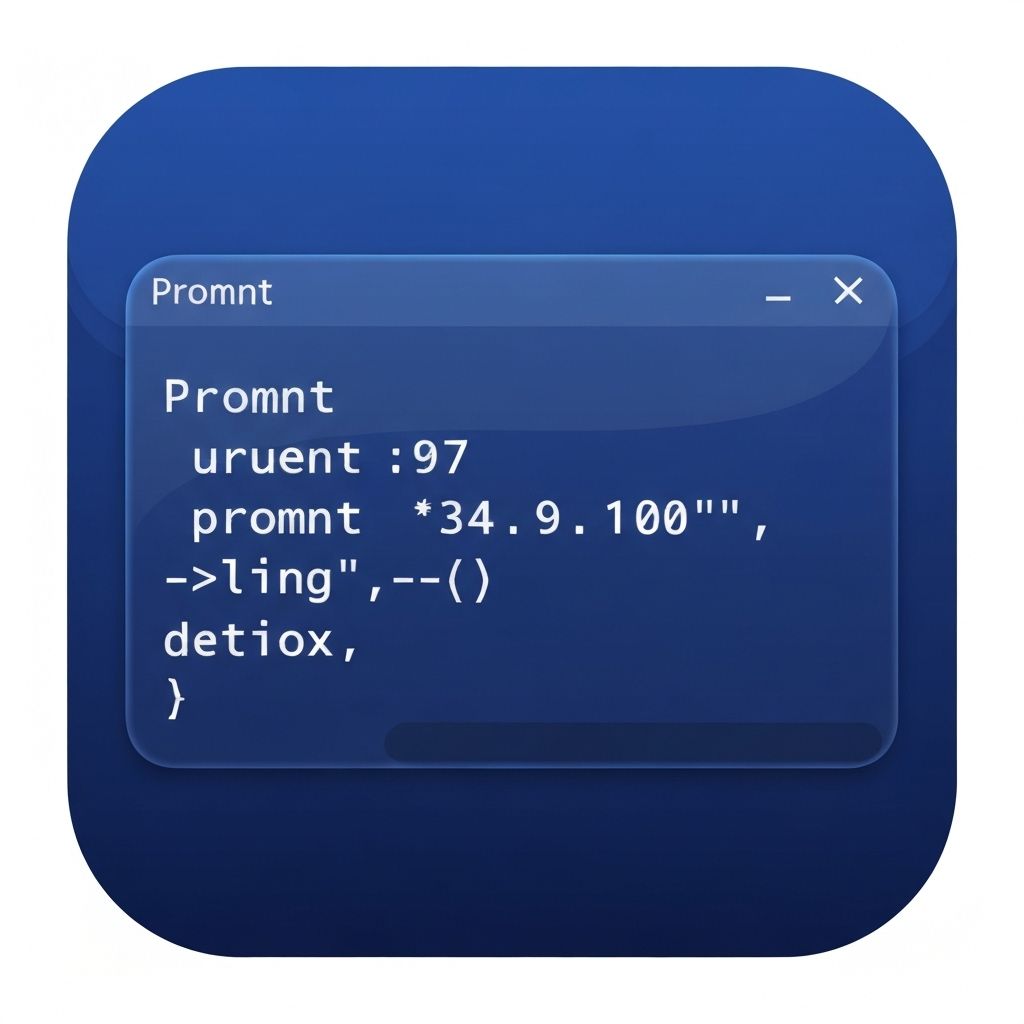 Promnt
Promnt
uruent :97
promnt *34.9.100"",
->ling",--()
detiox,
}